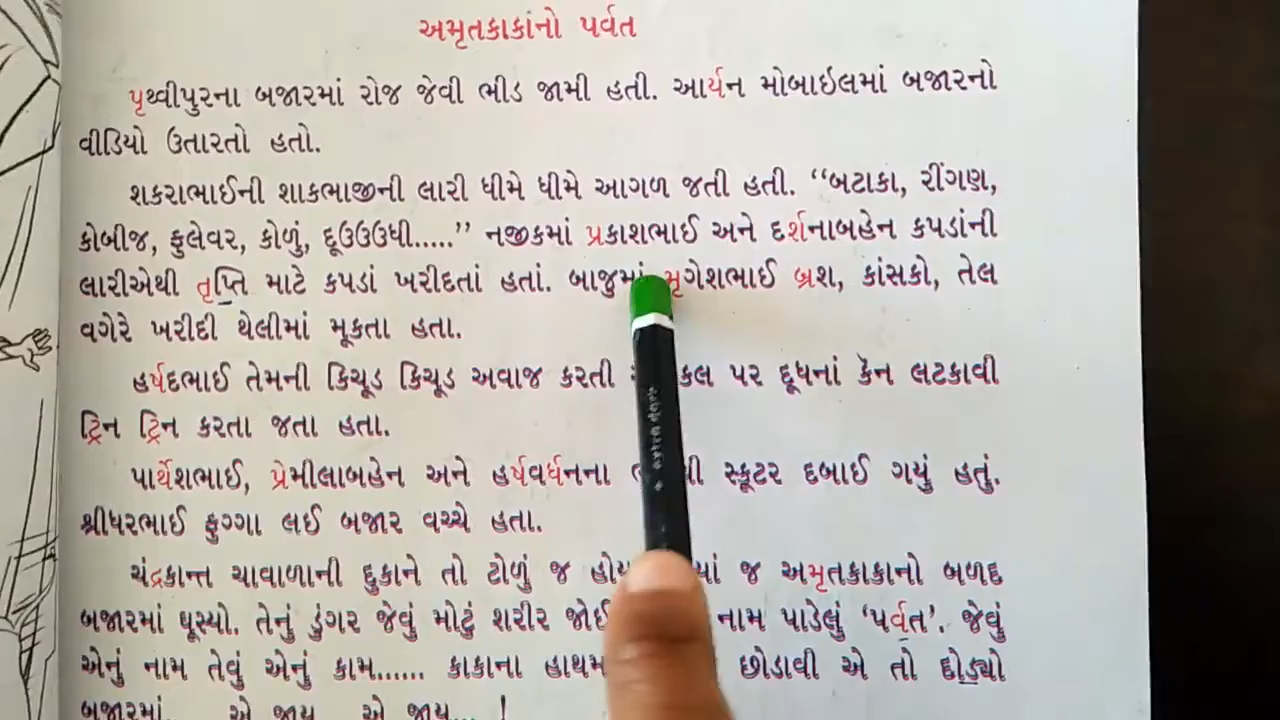 અમૃતકાકાંનો પર્વત
પૃથ્વીપુરના બજારમાં રોજ જેવી ભીડ જામી હતી. આર્યન મોબાઈલમાં બજારનો
વીડિયો ઉતારતો હતો.
શકરાભાઈની શાકભાજીની લારી ધીમે ધીમે આગળ જતી હતી. “બટાકા, રીંગણ,
કોબીજ, ફુલેવર, કોળું, દૂઉઉઉધી.....” નજીકમાં પ્રકાશભાઈ અને દર્શનાબહેન કપડાંની
લારીએથી તૃપ્તિ માટે કપડાં ખરીદતાં હતાં. બાજુમાં મૃગેશભાઈ બ્રશ, કાંસકો, તેલ
વગેરે ખરીદી થેલીમાં મૂકતા હતા.
હર્ષદભાઈ તેમની કિચૂડ કિચૂડ અવાજ કરતી કલ પર દૂધનાં કૅન લટકાવી
ટ્રિન ટ્રિન કરતા જતા હતા.
પાર્થેશભાઈ, પ્રેમીલાબહેન અને હર્ષવર્ધનના સ્કૂટર દબાઈ ગયું હતું.
શ્રીધરભાઈ ફુગ્ગા લઈ બજાર વચ્ચે હતા.
ચંદ્રકાન્ત ચાવાળાની દુકાને તો ટોળું જ જ અમૃતકાકાનો બળદ
બજારમાં ઘૂસ્યો. તેનું ડુંગર જેવું મોટું શરીર જોઈ નામ પાડેલું ‘પર્વત’. જેવું
એનું નામ તેવું એનું કામ...... કાકાના છોડાવી એ તો દોડ્યો
બજારમાં... એ જાય... એ જાય... !